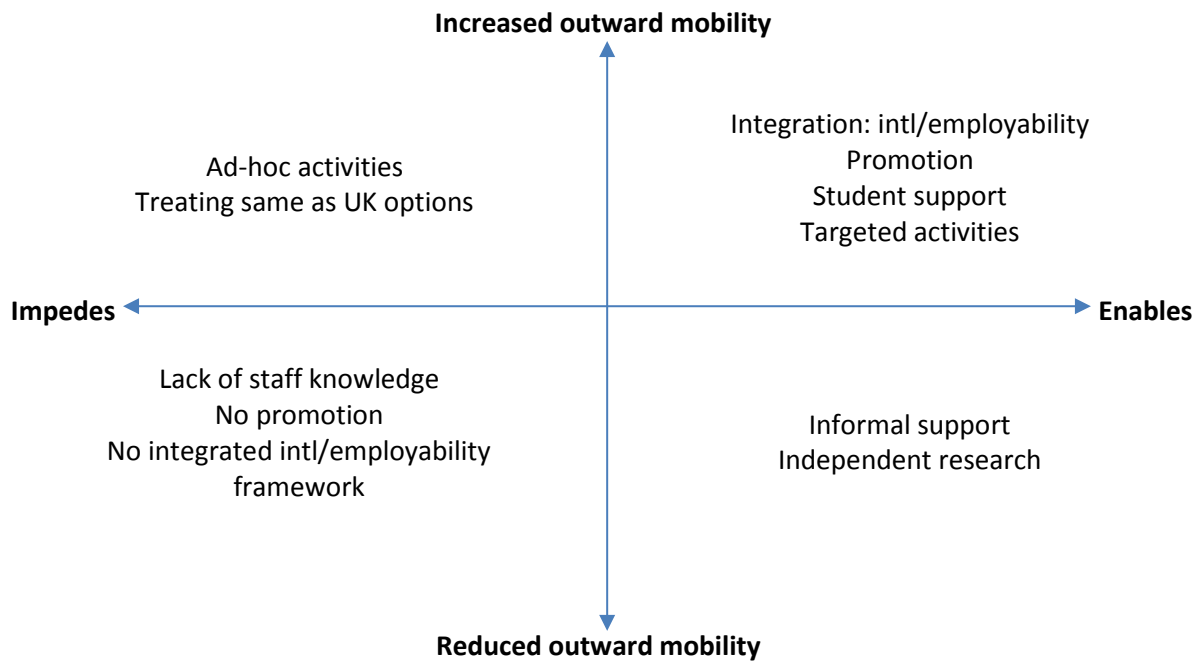 Increased outward mobility
Integration: intl/employability
Promotion
Student support
Targeted activities
Ad-hoc activities
Treating same as UK options
Impedes
Enables
Lack of staff knowledge
No promotion
No integrated intl/employability
framework
Informal support
Independent research
Reduced outward mobility